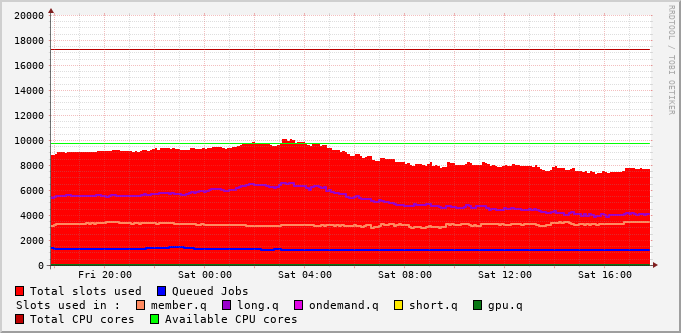 20000
18000
16000
14000
12000
10000
8000
6000
4000
2000
0
Fri 20:00 Sat 00:00 Sat 04:00 Sat 08:00 Sat 12:00 Sat 16:00
Total slots used Queued Jobs
Slots used in : member.q long.q ondemand.q short.q gpu.q
Total CPU cores Available CPU cores
RRDTOOL / TOBI OETIKER